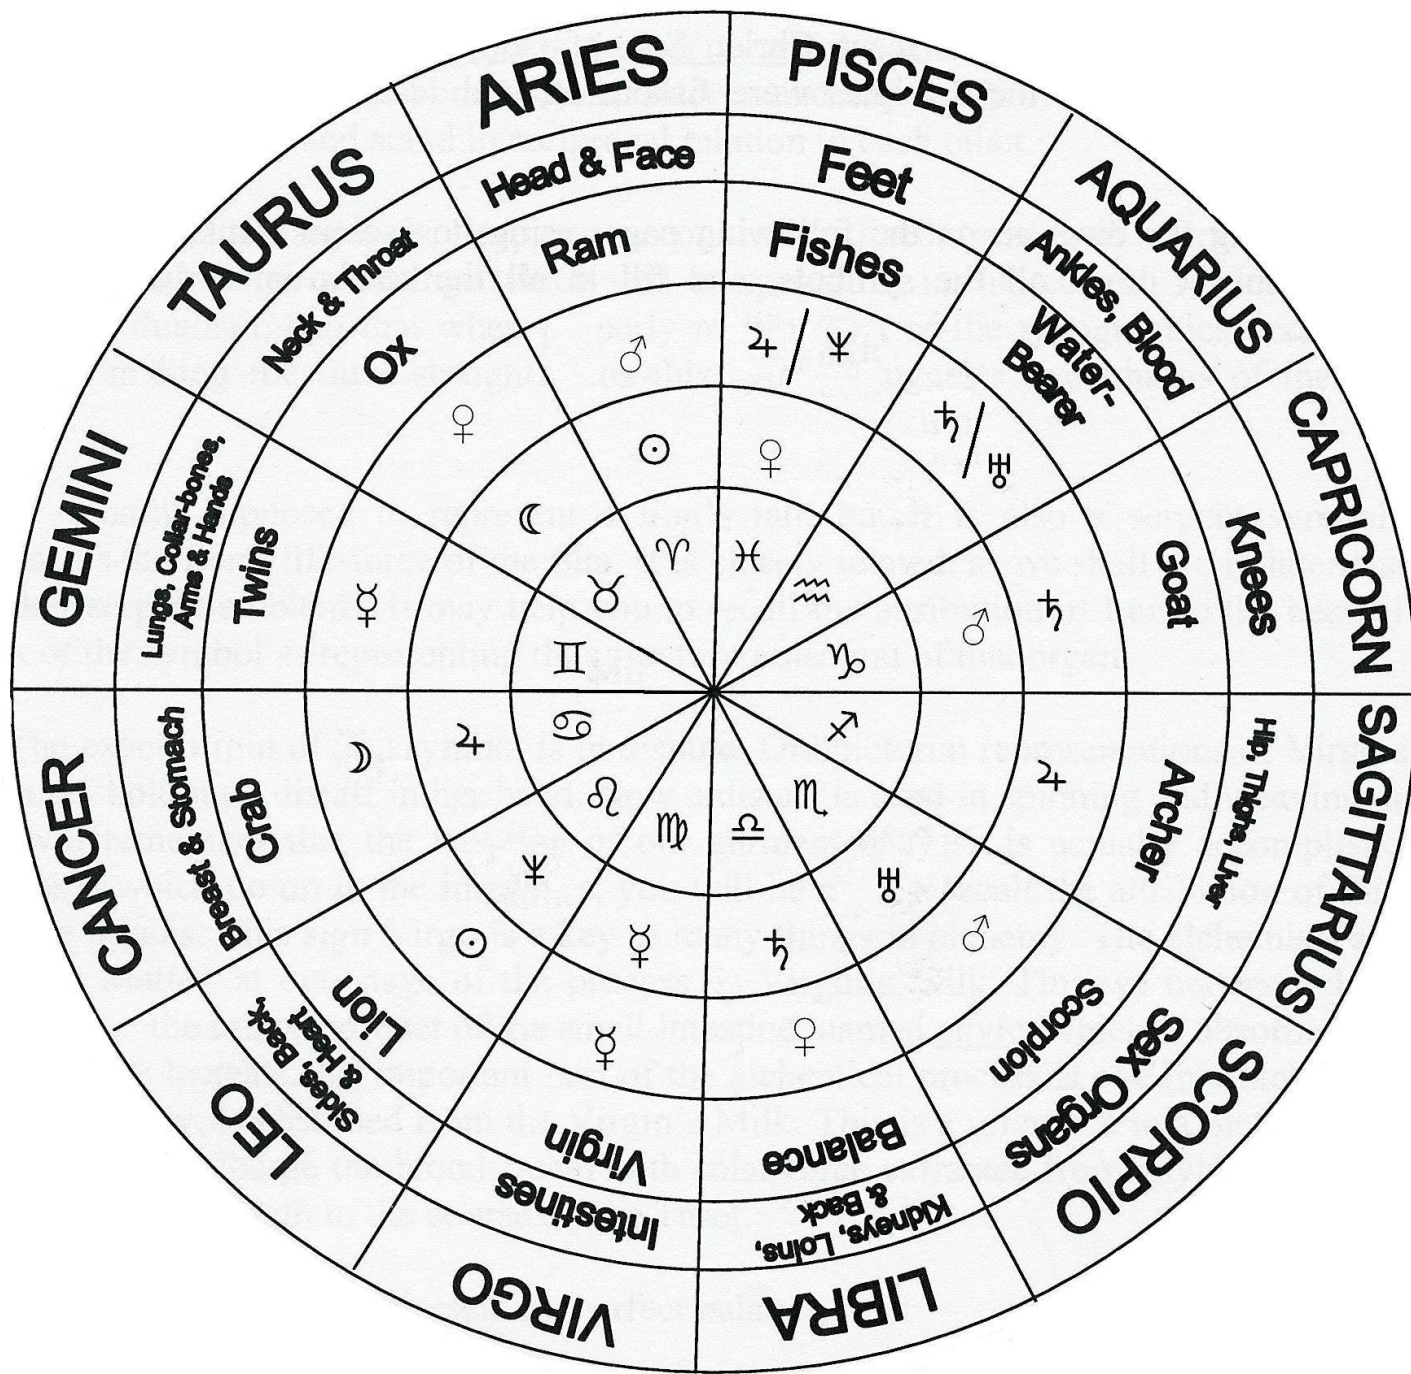 ARIES
Head & Face
Ram
♂
☉
♈
TAURUS
Neck & Throat
Ox
♀
☾
♉
GEMINI
Lungs, Collar-bones,
Arms & Hands
Twins
☿
♊
CANCER
Breast & Stomach
Crab
☽
♃
♋
LEO
Sides, Back,
& Heart
Lion
☉
♆
♌
VIRGO
Intestines
Virgin
☿
☿
♍
LIBRA
Kidneys, Loins,
& Back
Balance
♀
♄
♎
SCORPIO
Sex Organs
Scorpion
♂
♅
♏
SAGITTARIUS
Hip, Thighs, Liver
Archer
♃
♐
CAPRICORN
Knees
Goat
♄
♂
♑
AQUARIUS
Ankles, Blood
Water-
Bearer
♄ / ♅
♒
PISCES
Feet
Fishes
♃ / ♆
♀
♓